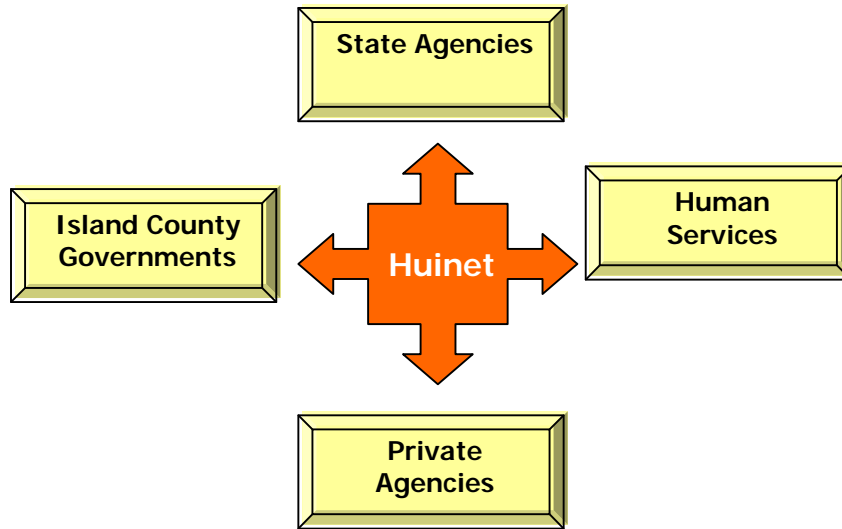 State Agencies
Island County
Governments
Huinet
Human
Services
Private
Agencies